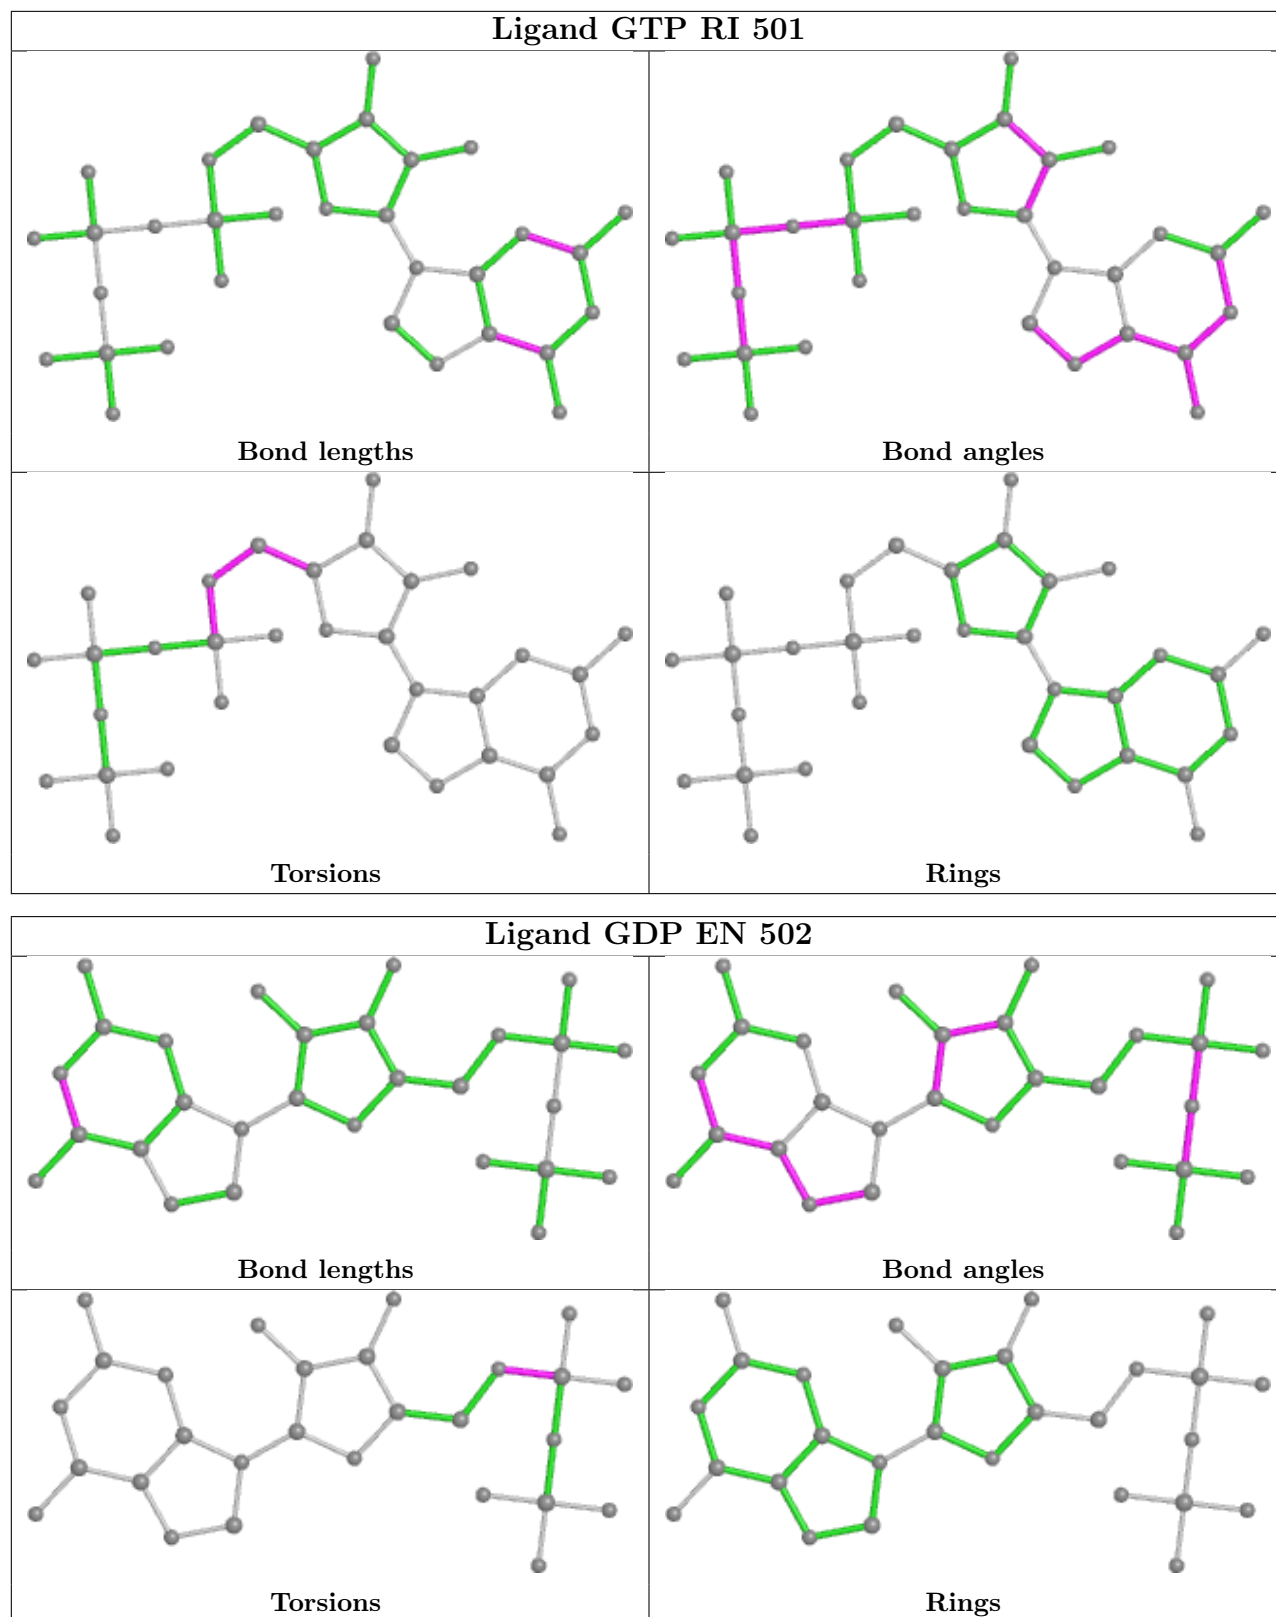 Ligand GTP RI 501
Bond lengths
Bond angles
Torsions
Rings
Ligand GDP EN 502
Bond lengths
Bond angles
Torsions
Rings